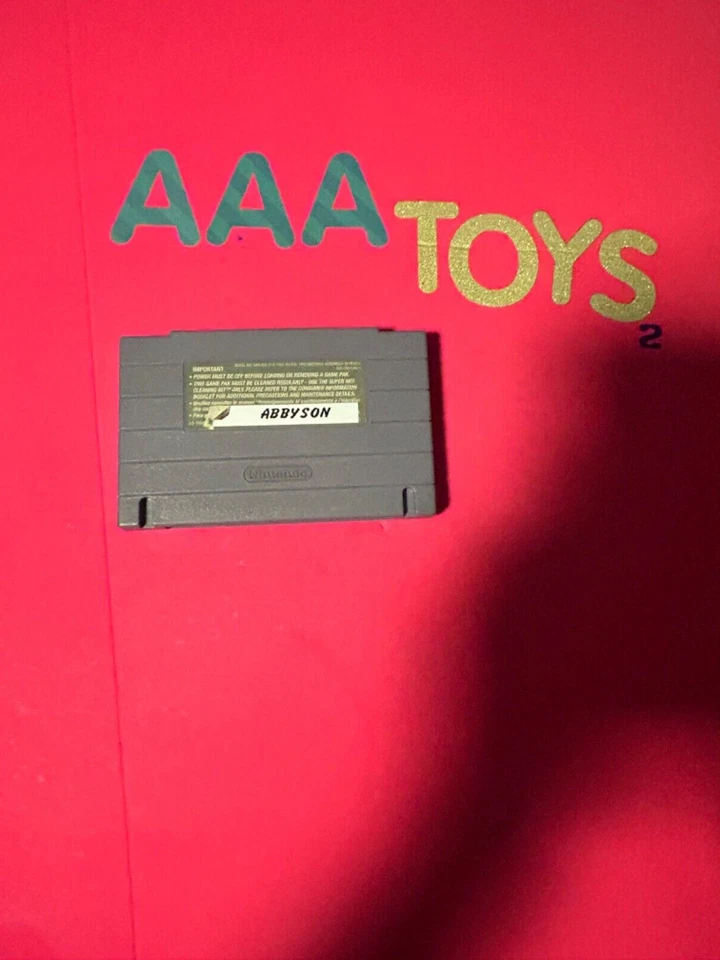 AAA
TOYS
2
IMPORTANT
• POWER MUST BE OFF BEFORE LOADING OR REMOVING A GAME PAK.
• THIS GAME PAK MUST BE CLEANED REGULARLY - USE THE SUPER NES
CLEANING KIT™ ONLY. PLEASE REFER TO THE CONSUMER INFORMATION
BOOKLET FOR ADDITIONAL PRECAUTIONS AND MAINTENANCE DETAILS.
ABBYSON
Nintendo